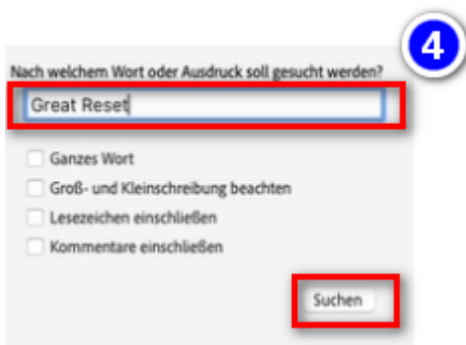 4
Nach welchem Wort oder Ausdruck soll gesucht werden?
Great Reset
Ganzes Wort
Groß- und Kleinschreibung beachten
Lesezeichen einschließen
Kommentare einschließen
Suchen